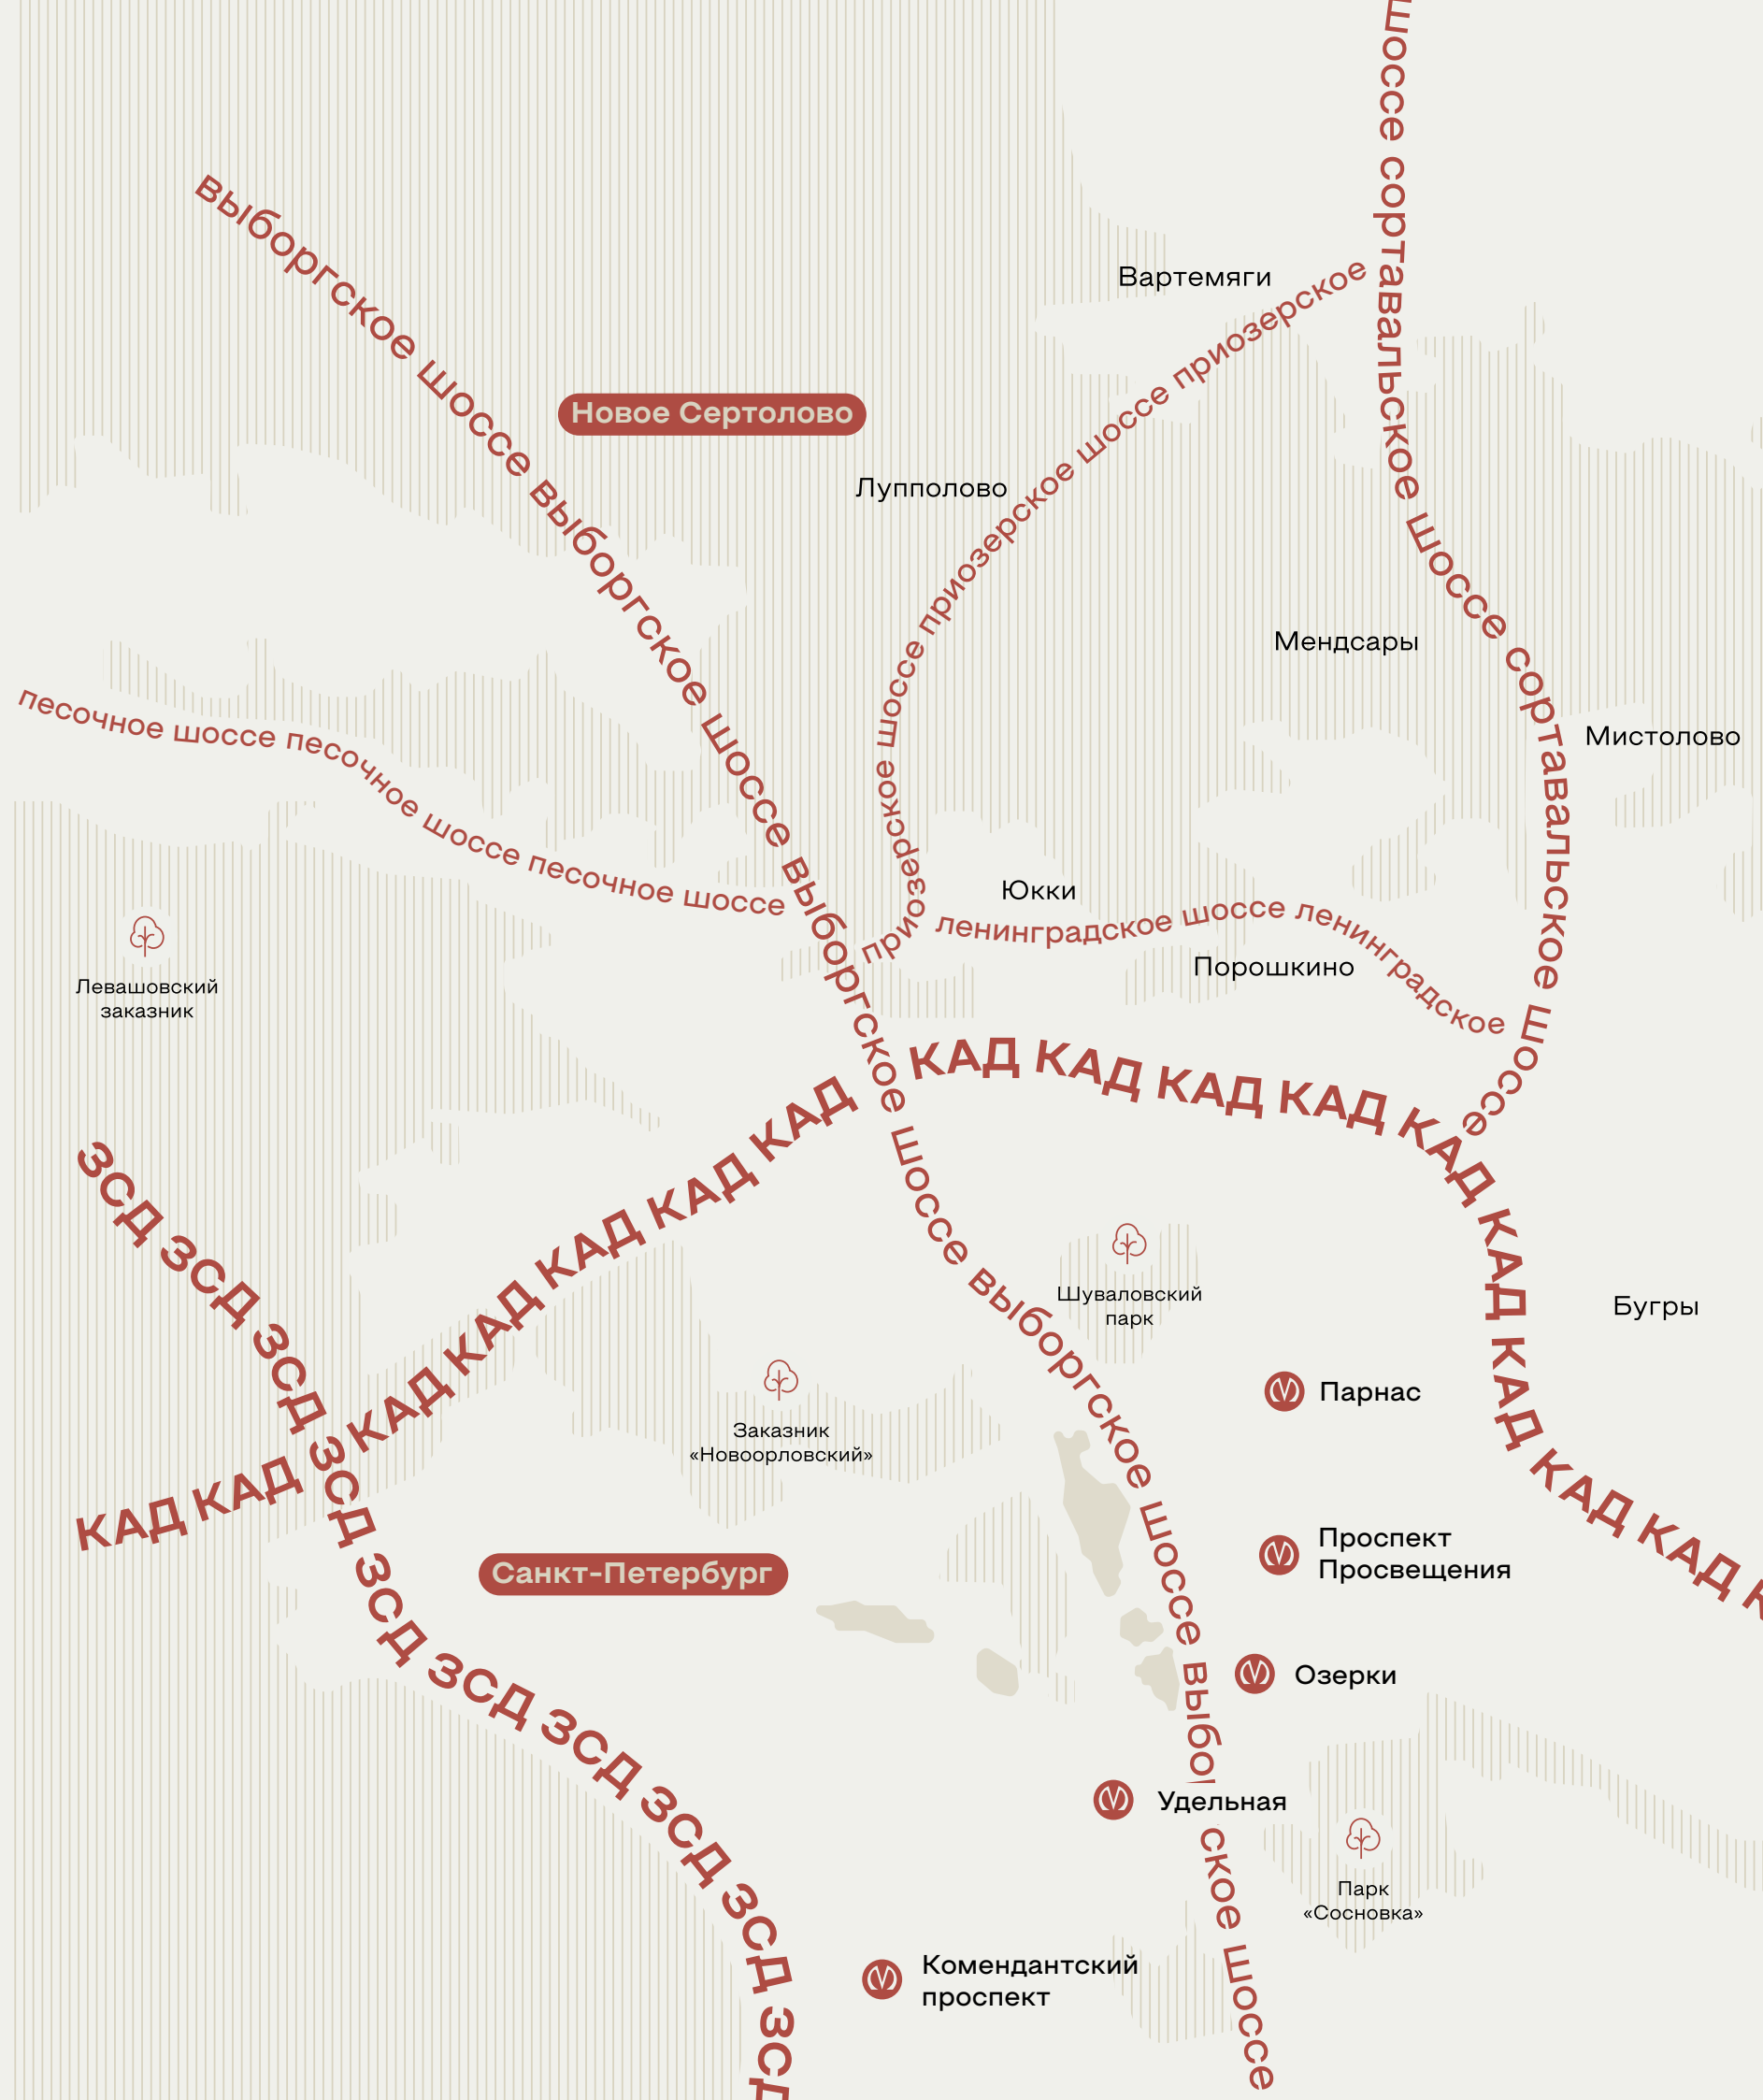 шоссе сортавальское шоссе сортавальское шоссе
выборгское шоссе выборгское шоссе выборгское шоссе выборгское шоссе выбо
ское шоссе
Вартемяги
приозерское шоссе приозерское шоссе приозерское шоссе приозерское
Новое Сертолово
Лупполово
Мендсары
Мистолово
песочное шоссе песочное шоссе песочное шоссе
Юкки
ленинградское шоссе ленинградское
Порошкино
Левашовский
заказник
КАД КАД КАД КАД КАД КАД КАД
КАД КАД КАД КАД КАД КАД КАД КАД КАД К
ЗСД ЗСД ЗСД ЗСД ЗСД ЗСД ЗСД ЗСД ЗСД ЗСД
Шуваловский
парк
Бугры
Парнас
Заказник
«Новоорловский»
Проспект
Просвещения
Санкт-Петербург
Озерки
Удельная
Парк
«Сосновка»
Комендантский
проспект